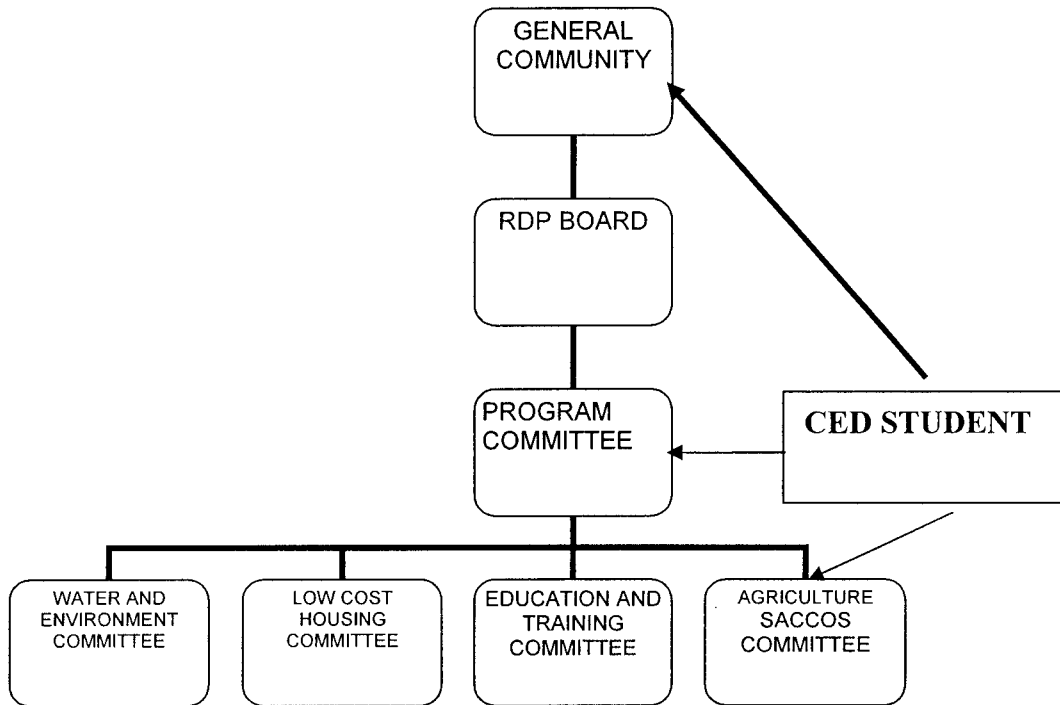 GENERAL
COMMUNITY
RDP BOARD
PROGRAM
COMMITTEE
CED STUDENT
WATER AND
ENVIRONMENT
COMMITTEE
LOW COST
HOUSING
COMMITTEE
EDUCATION AND
TRAINING
COMMITTEE
AGRICULTURE
SACCOS
COMMITTEE